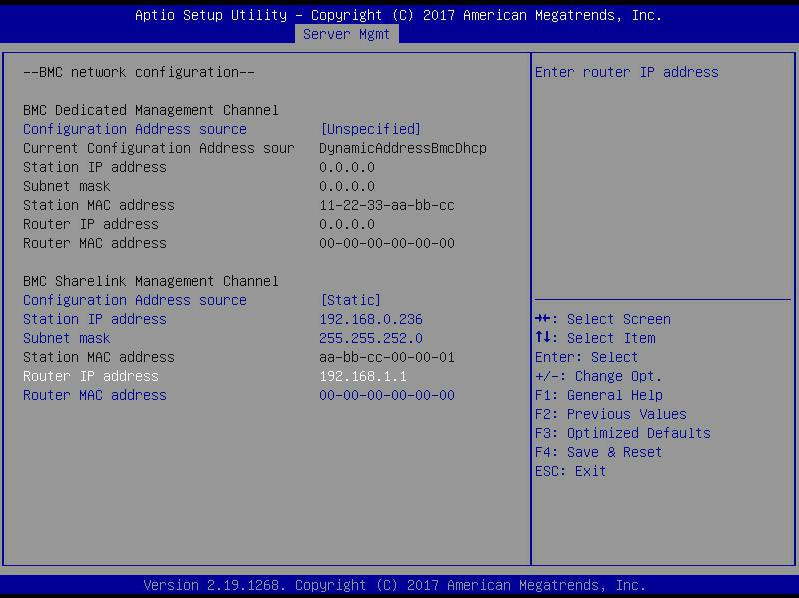 Aptio Setup Utility – Copyright (C) 2017 American Megatrends, Inc.
Server Mgmt
--BMC network configuration--
BMC Dedicated Management Channel
Configuration Address source [Unspecified]
Current Configuration Address sour DynamicAddressBmcDhcp
Station IP address 0.0.0.0
Subnet mask 0.0.0.0
Station MAC address 11-22-33-aa-bb-cc
Router IP address 0.0.0.0
Router MAC address 00-00-00-00-00-00
BMC Sharelink Management Channel
Configuration Address source [Static]
Station IP address 192.168.0.236
Subnet mask 255.255.252.0
Station MAC address aa-bb-cc-00-00-01
Router IP address 192.168.1.1
Router MAC address 00-00-00-00-00-00
Enter router IP address
→←: Select Screen
↑↓: Select Item
Enter: Select
+/-: Change Opt.
F1: General Help
F2: Previous Values
F3: Optimized Defaults
F4: Save & Reset
ESC: Exit
Version 2.19.1268. Copyright (C) 2017 American Megatrends, Inc.